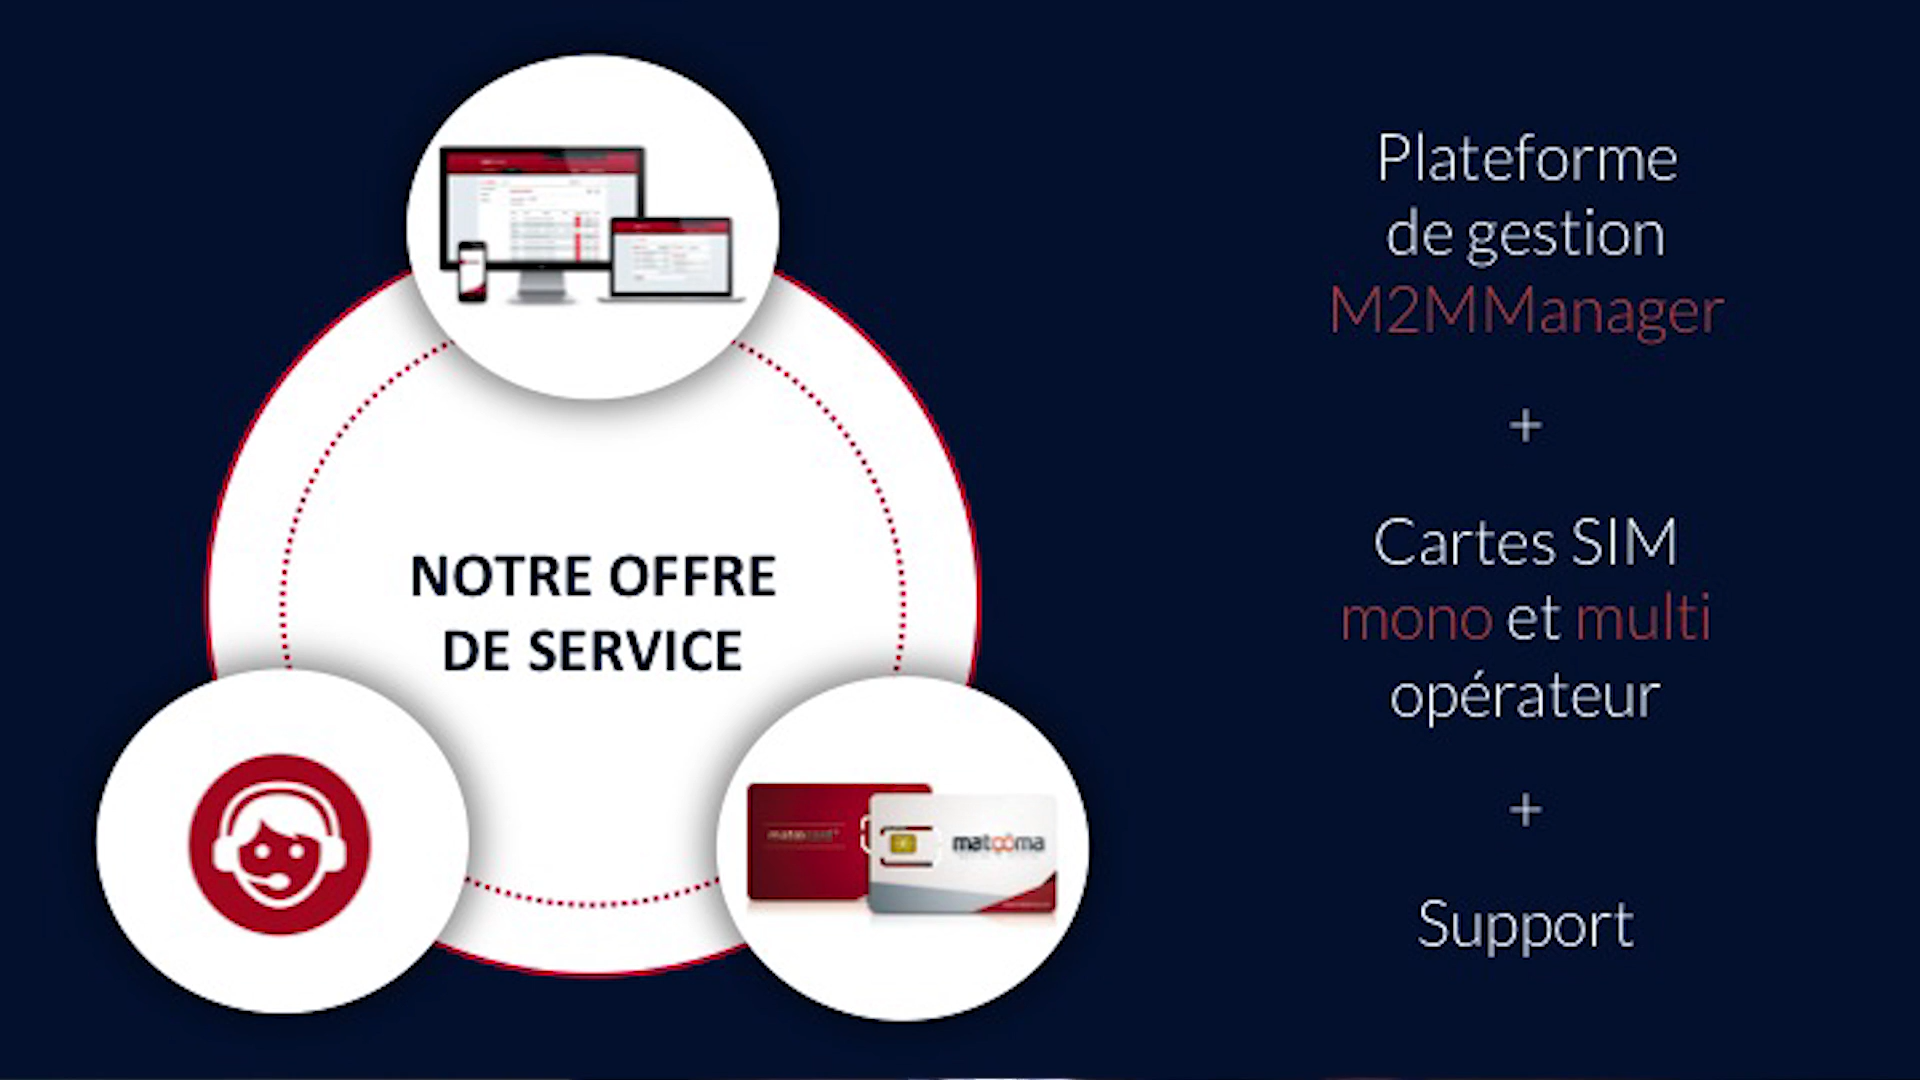 NOTRE OFFRE
DE SERVICE
matooma
Plateforme
de gestion
M2MManager
+
Cartes SIM
mono et multi
opérateur
+
Support